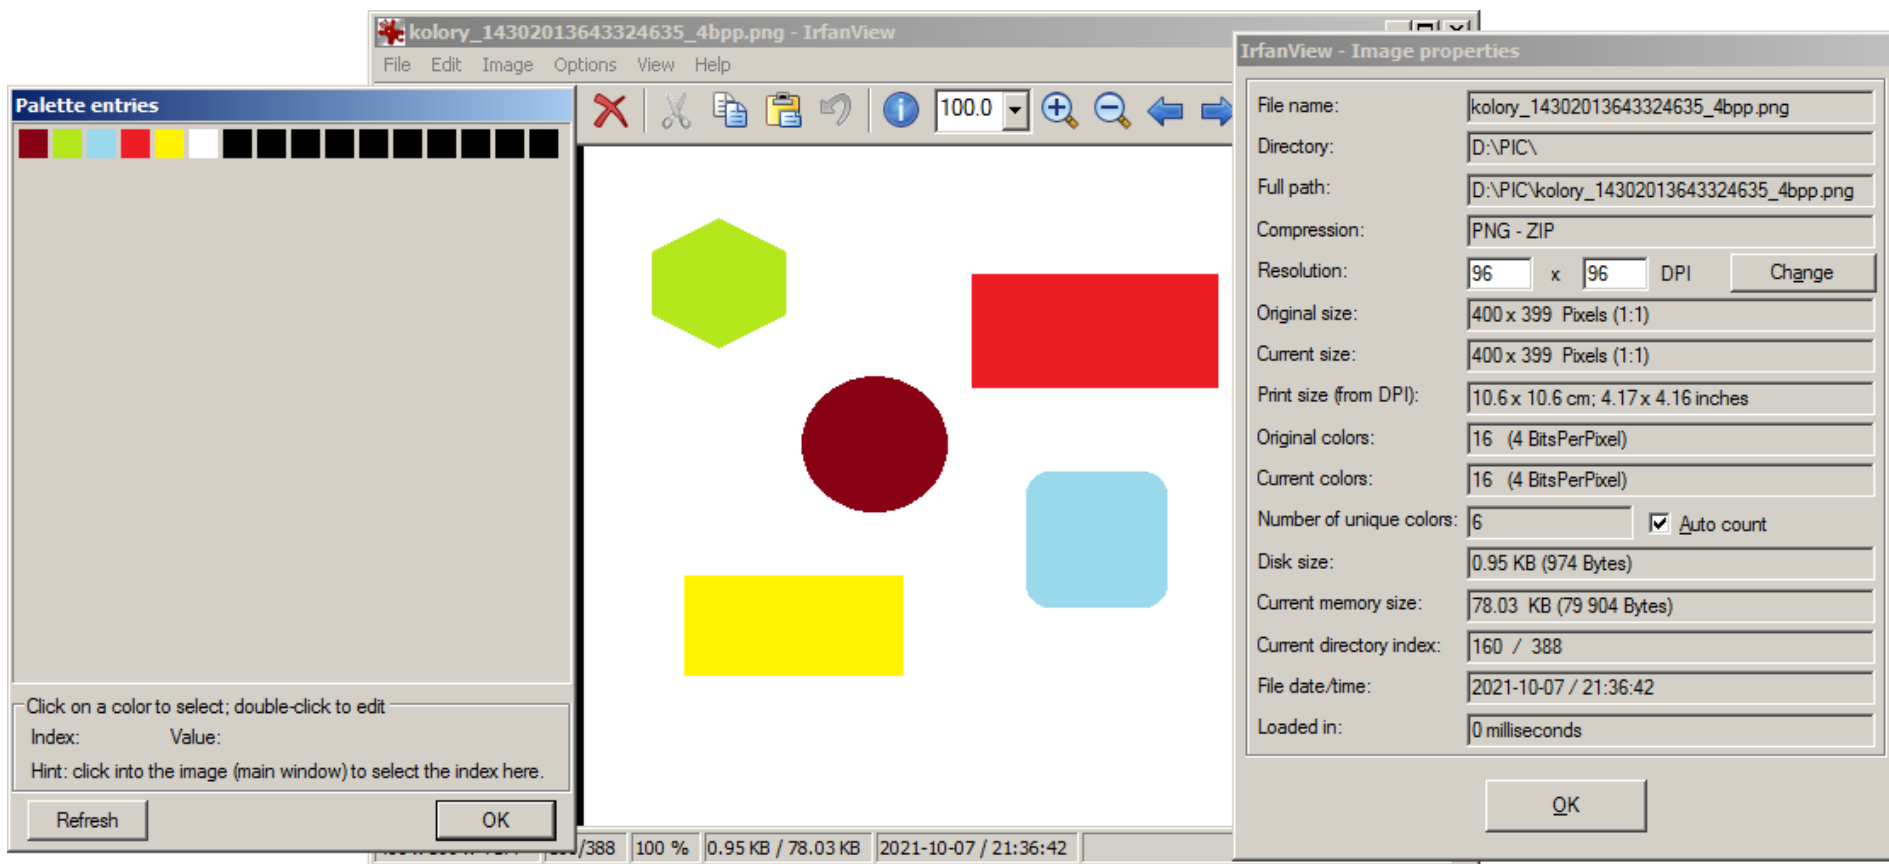 kolory_14302013643324635_4bpp.png - IrfanView
File Edit Image Options View Help
100.0
Palette entries
Click on a color to select; double-click to edit
Index: Value:
Hint: click into the image (main window) to select the index here.
Refresh OK
/388 100 % 0.95 KB / 78.03 KB 2021-10-07 / 21:36:42
IrfanView - Image properties
File name: kolory_14302013643324635_4bpp.png
Directory: D:\PIC\
Full path: D:\PIC\kolory_14302013643324635_4bpp.png
Compression: PNG - ZIP
Resolution: 96 x 96 DPI Change
Original size: 400 x 399 Pixels (1:1)
Current size: 400 x 399 Pixels (1:1)
Print size (from DPI): 10.6 x 10.6 cm; 4.17 x 4.16 inches
Original colors: 16 (4 BitsPerPixel)
Current colors: 16 (4 BitsPerPixel)
Number of unique colors: 6 Auto count
Disk size: 0.95 KB (974 Bytes)
Current memory size: 78.03 KB (79 904 Bytes)
Current directory index: 160 / 388
File date/time: 2021-10-07 / 21:36:42
Loaded in: 0 milliseconds
OK